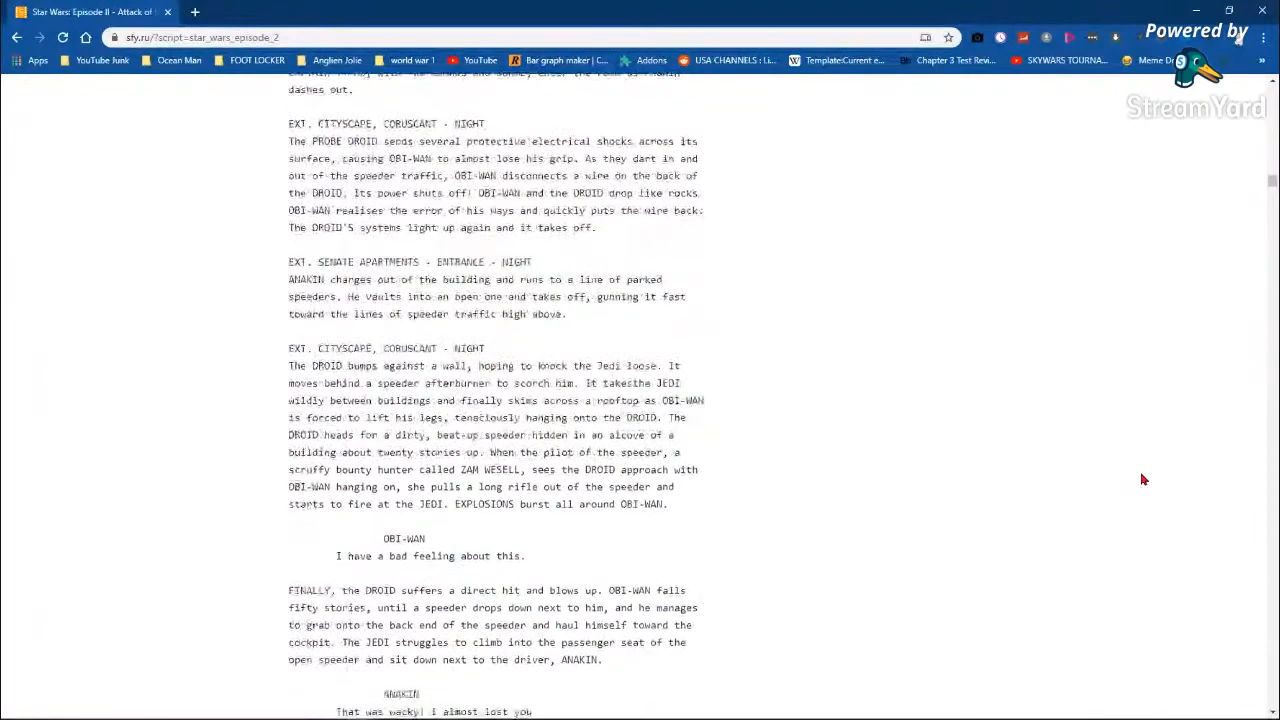 Star Wars: Episode II - Attack of
sfy.ru/?script=star_wars_episode_2
Apps YouTube Junk Ocean Man FOOT LOCKER Anglien Jolie world war 1 YouTube Bar graph maker | C... Addons USA CHANNELS : Li... Template:Current e... Chapter 3 Test Revi... SKYWARS TOURNA... Meme De
Powered by
StreamYard
dashes out.
EXT. CITYSCAPE, CORUSCANT - NIGHT
The PROBE DROID sends several protective electrical shocks across its
surface, causing OBI-WAN to almost lose his grip. As they dart in and
out of the speeder traffic, OBI-WAN disconnects a wire on the back of
the DROID. Its power shuts off! OBI-WAN and the DROID drop like rocks.
OBI-WAN realises the error of his ways and quickly puts the wire back.
The DROID'S systems light up again and it takes off.
EXT. SENATE APARTMENTS - ENTRANCE - NIGHT
ANAKIN charges out of the building and runs to a line of parked
speeders. He vaults into an open one and takes off, gunning it fast
toward the lines of speeder traffic high above.
EXT. CITYSCAPE, CORUSCANT - NIGHT
The DROID bumps against a wall, hoping to knock the Jedi loose. It
moves behind a speeder afterburner to scorch him. It takesthe JEDI
wildly between buildings and finally skims across a rooftop as OBI-WAN
is forced to lift his legs, tenaciously hanging onto the DROID. The
DROID heads for a dirty, beat-up speeder hidden in an alcove of a
building about twenty stories up. When the pilot of the speeder, a
scruffy bounty hunter called ZAM WESELL, sees the DROID approach with
OBI-WAN hanging on, she pulls a long rifle out of the speeder and
starts to fire at the JEDI. EXPLOSIONS burst all around OBI-WAN.
OBI-WAN
I have a bad feeling about this.
FINALLY, the DROID suffers a direct hit and blows up. OBI-WAN falls
fifty stories, until a speeder drops down next to him, and he manages
to grab onto the back end of the speeder and haul himself toward the
cockpit. The JEDI struggles to climb into the passenger seat of the
open speeder and sit down next to the driver, ANAKIN.
ANAKIN
That was wacky! I almost lost you